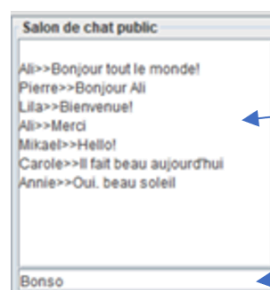 Salon de chat public
Ali>>Bonjour tout le monde!
Pierre>>Bonjour Ali
Lila>>Bienvenue!
Ali>>Merci
Mikael>>Hello!
Carole>>Il fait beau aujourd'hui
Annie>>Oui. beau soleil
Bonso